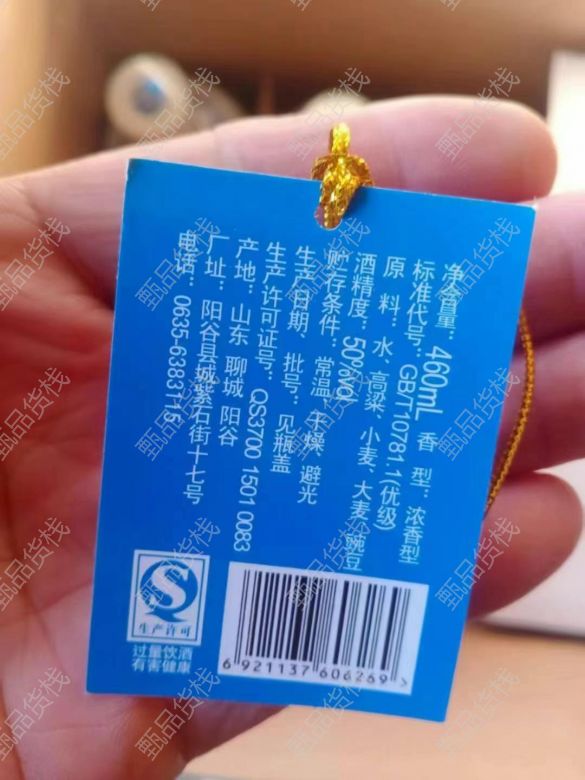 净含量：460mL 香 型：浓香型
标准代号：GB/T10781.1(优级)
原 料：水、高粱、小麦、大麦、豌豆
酒精度：50%vol
贮存条件：常温、干燥 避光
生产日期、批号：见瓶盖
生产许可证号：QS3700 1501 0083
产地：山东 聊城 阳谷
厂址：阳谷县城紫石街十七号
电话：0635-6383715
生产许可
过量饮酒
有害健康
6 921137 606269 >
甄品货栈